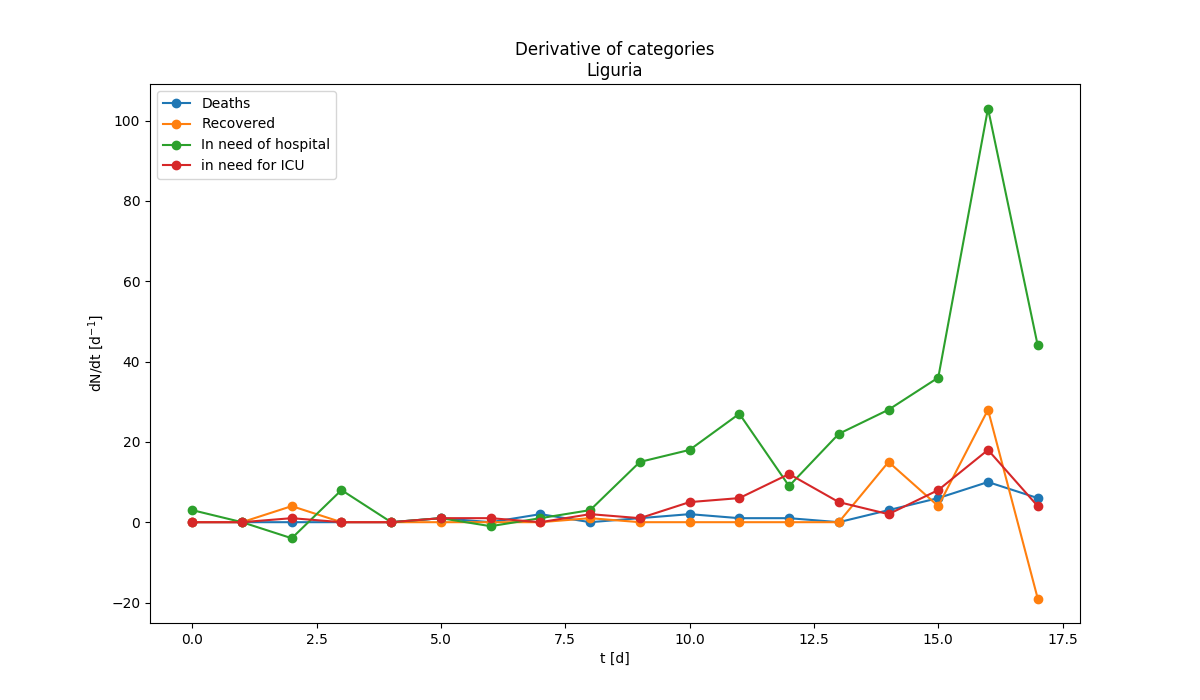 Derivative of categories
Liguria
Deaths
Recovered
In need of hospital
in need for ICU
100
80
60
40
20
0
−20
dN/dt [d⁻¹]
0.0 2.5 5.0 7.5 10.0 12.5 15.0 17.5
t [d]